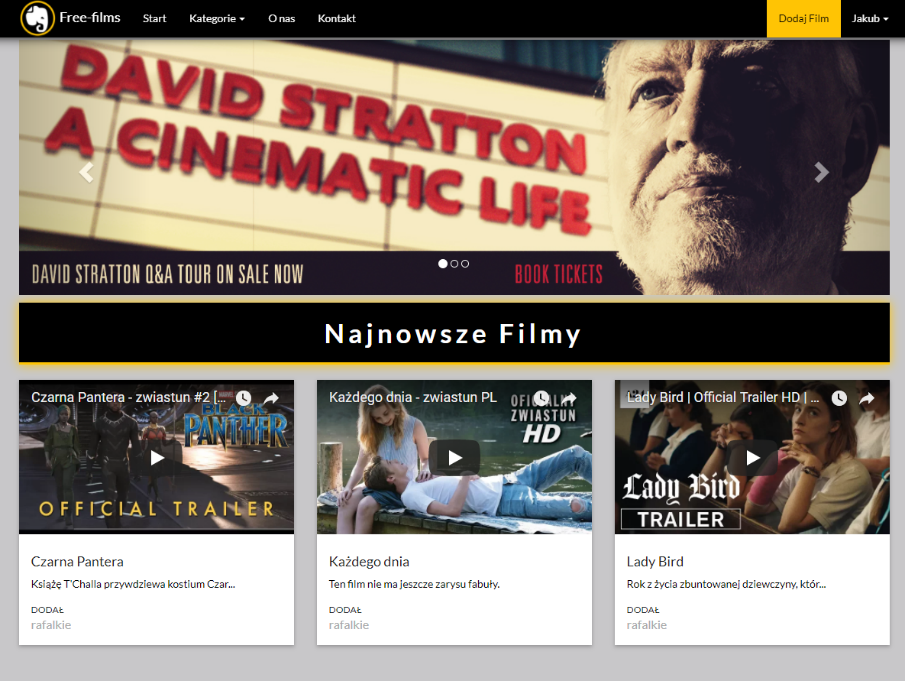 Free-films Start Kategorie O nas Kontakt Dodaj Film Jakub
DAVID STRATTON
A CINEMATIC LIFE
DAVID STRATTON Q&A TOUR ON SALE NOW BOOK TICKETS
Najnowsze Filmy
Czarna Pantera - zwiastun #2 [...
BLACK
PANTHER
OFFICIAL TRAILER
Czarna Pantera
Książę T'Challa przywdziewa kostium Czar...
DODAŁ
rafalkie
Każdego dnia - zwiastun PL
OFICJALNY
ZWIASTUN
HD
Każdego dnia
Ten film nie ma jeszcze zarysu fabuły.
DODAŁ
rafalkie
Lady Bird | Official Trailer HD | ...
Lady Bird
TRAILER
Lady Bird
Rok z życia zbuntowanej dziewczyny, któr...
DODAŁ
rafalkie